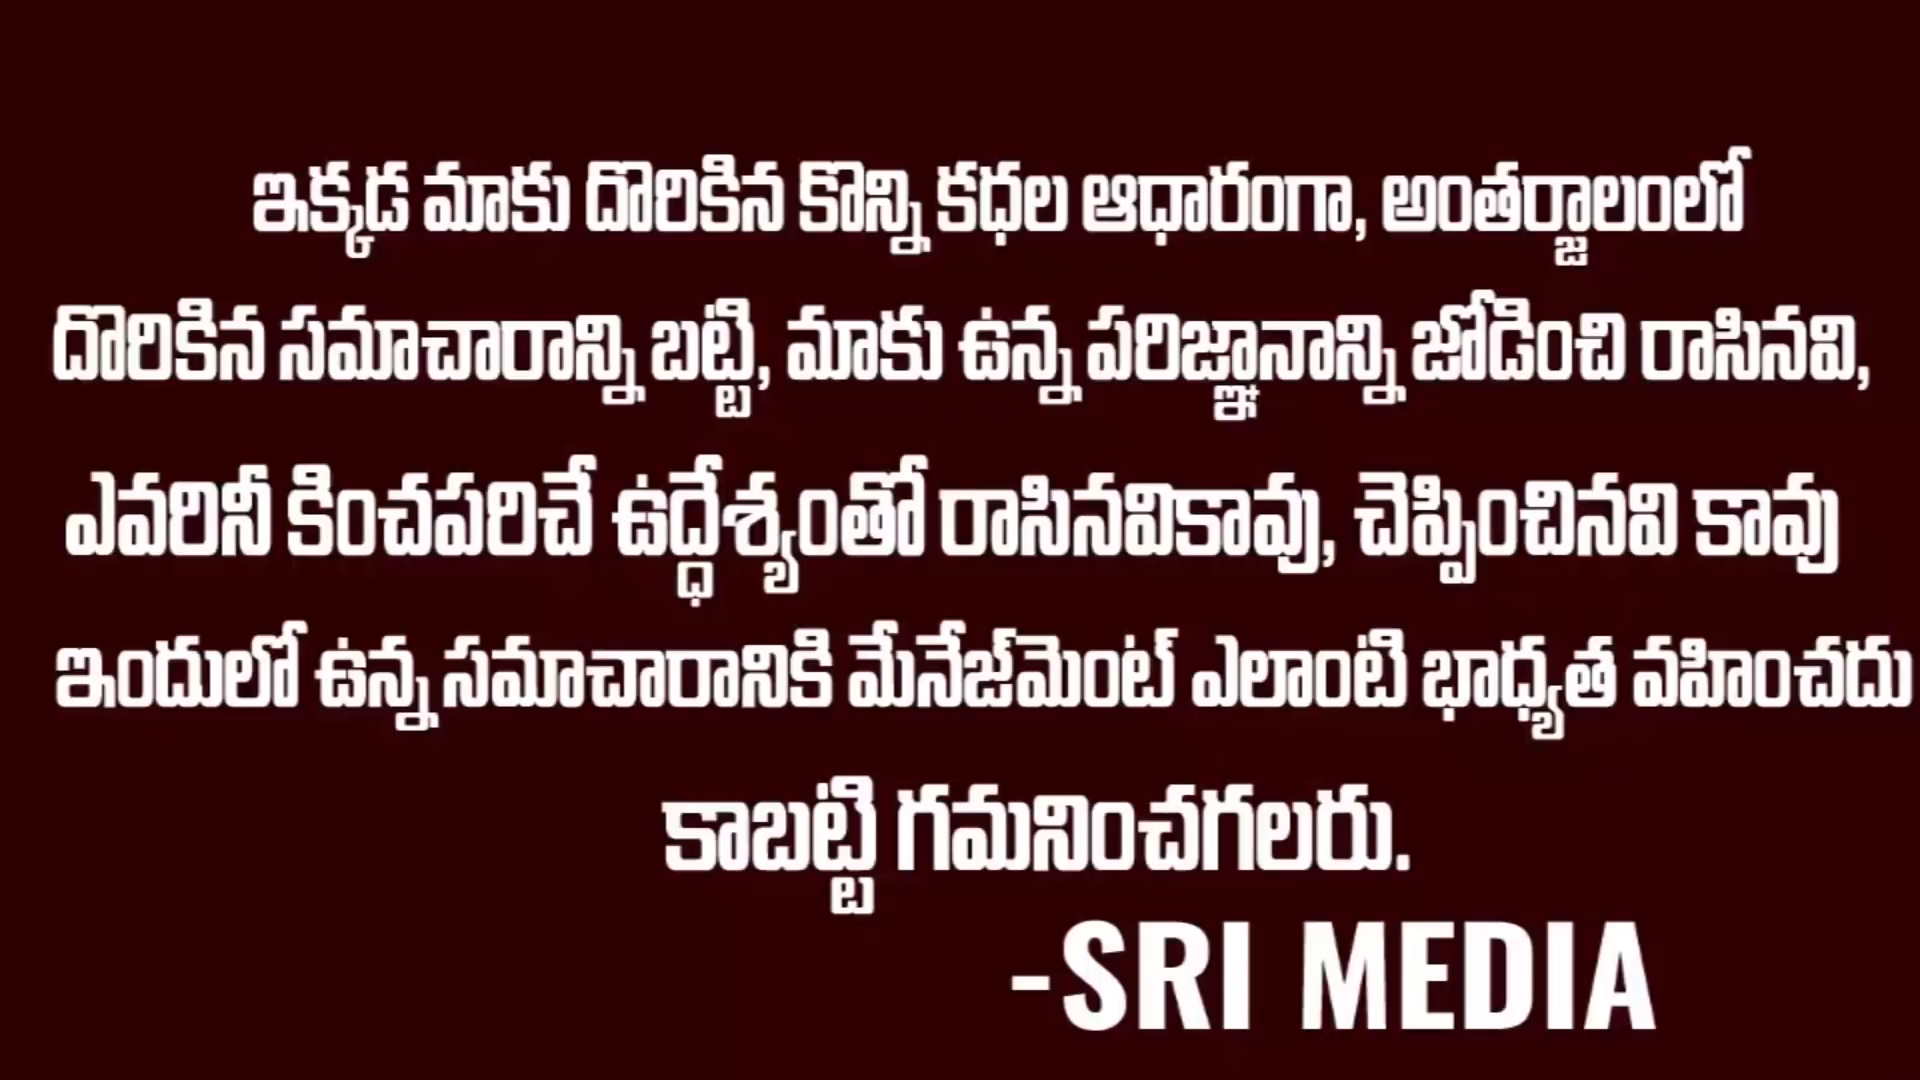 ఇక్కడ మాకు దొరికిన కొన్ని కధల ఆధారంగా, అంతర్జాలంలో
దొరికిన సమాచారాన్ని బట్టి, మాకు ఉన్న పరిజ్ఞానాన్ని జోడించి రాసినవి,
ఎవరినీ కించపరిచే ఉద్ధేశ్యంతో రాసినవికావు, చెప్పించినవి కావు
ఇందులో ఉన్న సమాచారానికి మేనేజ్‌మెంట్ ఎలాంటి భాధ్యత వహించదు
కాబట్టి గమనించగలరు.
-SRI MEDIA